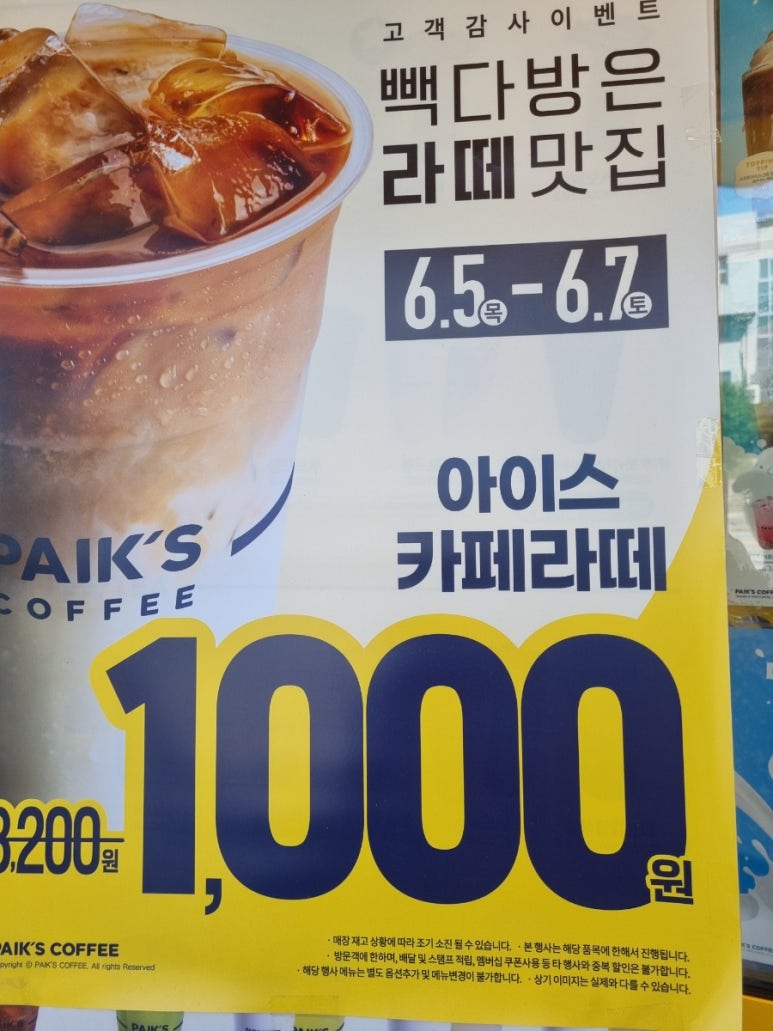 고객감사이벤트
빽다방은
라떼맛집
6.5목-6.7토
아이스
카페라떼
PAIK'S
COFFEE
1,000원
3,200원
PAIK'S COFFEE
Copyright ⓒ PAIK'S COFFEE. All rights Reserved
· 매장 재고 상황에 따라 조기 소진 될 수 있습니다. · 본 행사는 해당 품목에 한해서 진행됩니다.
· 방문객에 한하며, 배달 및 스탬프 적립, 멤버십 쿠폰사용 등 타 행사와 중복 할인은 불가합니다.
· 해당 행사 메뉴는 별도 옵션추가 및 메뉴변경이 불가합니다. · 상기 이미지는 실제와 다를 수 있습니다.
TOPPING
TIP
PAIK'S COFFEE
PAIK'S